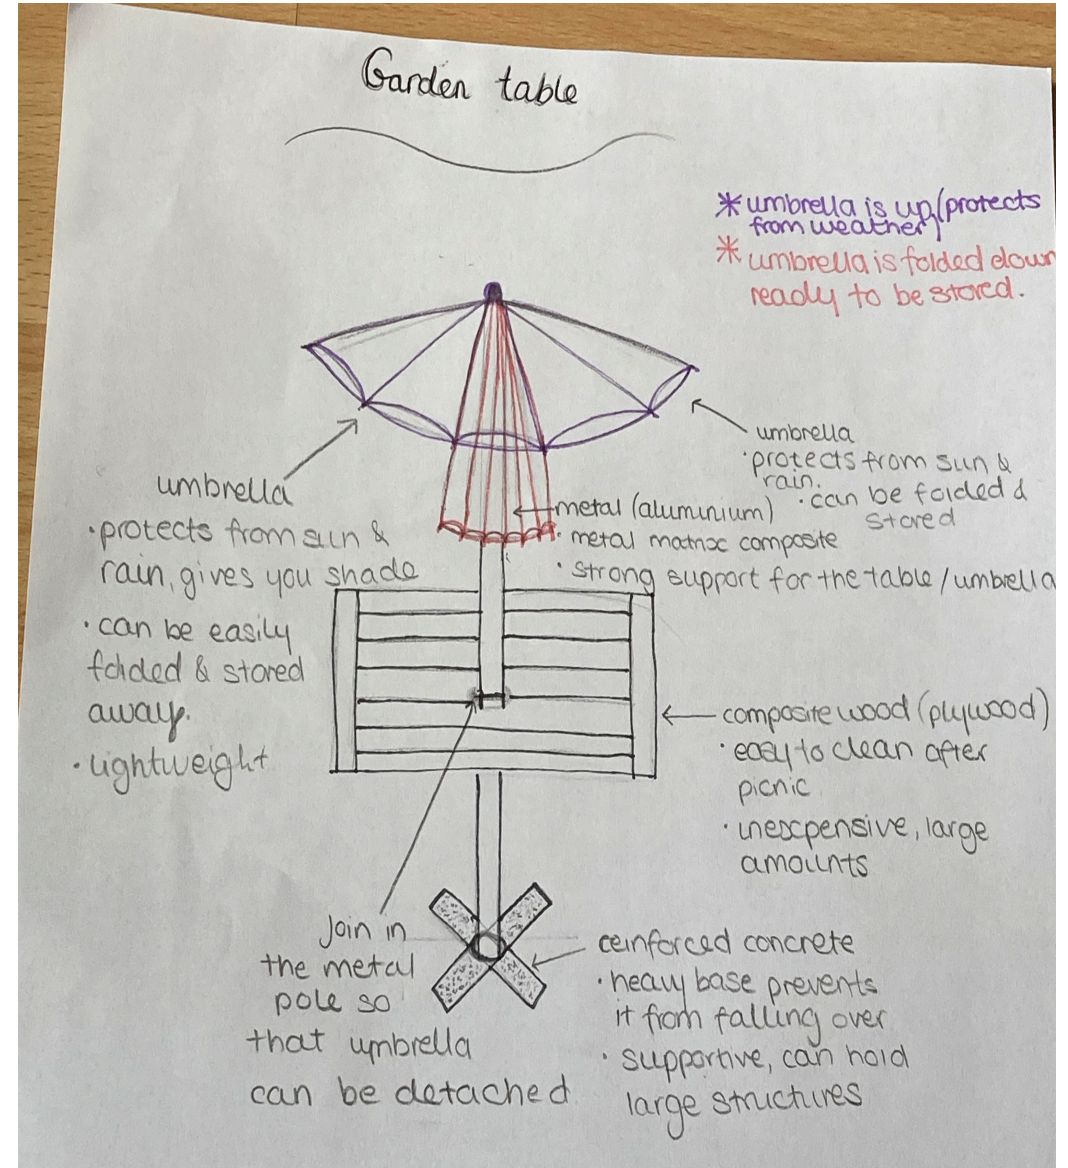 Garden table
*umbrella is up (protects
from weather)
*umbrella is folded down
ready to be stored.
umbrella
·protects from sun &
rain.
·can be folded &
stored
umbrella
·protects from sun &
rain, gives you shade
·can be easily
folded & stored
away.
·lightweight
metal (aluminium)
· metal matrix composite
· strong support for the table / umbrella
composite wood (plywood)
·easy to clean after
picnic
·inexpensive, large
amounts
Join in
the metal
pole so
that umbrella
can be detached
reinforced concrete
·heavy base prevents
it from falling over
· supportive, can hold
large structures